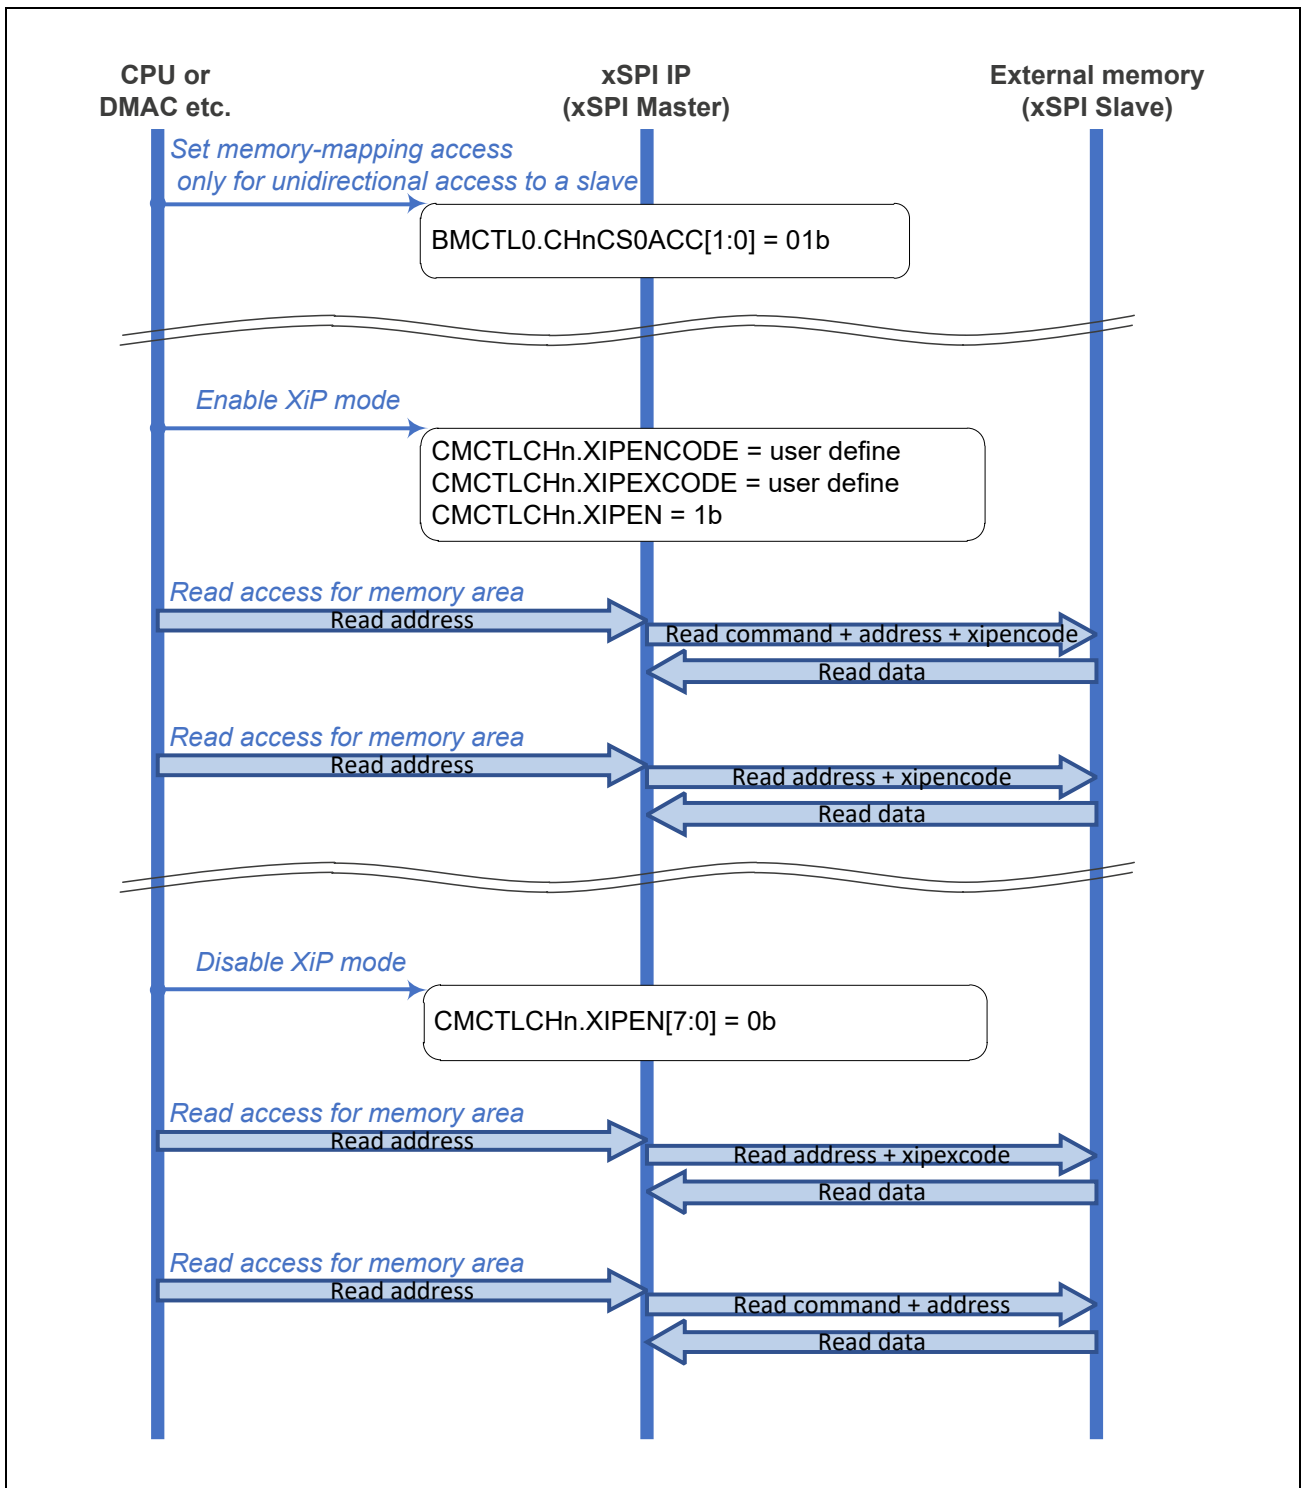 CPU or
DMAC etc.
xSPI IP
(xSPI Master)
External memory
(xSPI Slave)
Set memory-mapping access
only for unidirectional access to a slave
BMCTL0.CHnCS0ACC[1:0] = 01b
Enable XiP mode
CMCTLCHn.XIPENCODE = user define
CMCTLCHn.XIPEXCODE = user define
CMCTLCHn.XIPEN = 1b
Read access for memory area
Read address
Read command + address + xipencode
Read data
Read access for memory area
Read address
Read address + xipencode
Read data
Disable XiP mode
CMCTLCHn.XIPEN[7:0] = 0b
Read access for memory area
Read address
Read address + xipexcode
Read data
Read access for memory area
Read address
Read command + address
Read data